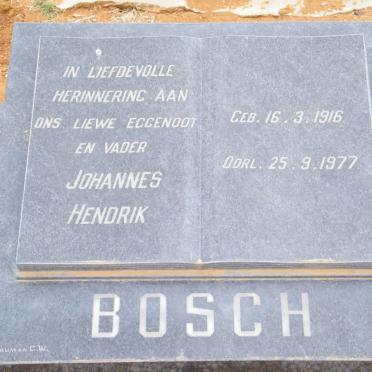 IN LIEFDEVOLLE
HERINNERING AAN
ONS LIEWE EGGENOOT
EN VADER
JOHANNES
HENDRIK
GEB. 16.3.1916
OORL. 25.9.1977
BOSCH
C.W.